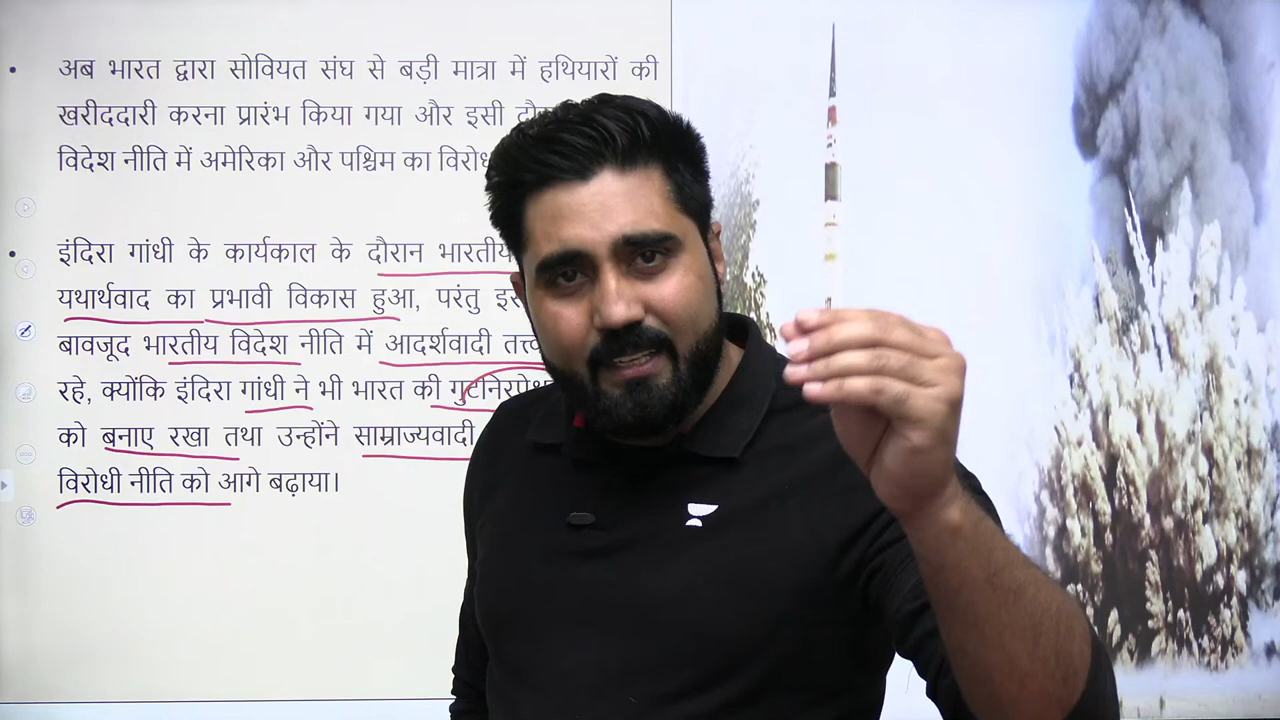 अब भारत द्वारा सोवियत संघ से बड़ी मात्रा में हथियारों की
खरीददारी करना प्रारंभ किया गया और इसी
विदेश नीति में अमेरिका और पश्चिम का
इंदिरा गांधी के कार्यकाल के दौरान भारतीय
यथार्थवाद का प्रभावी विकास हुआ, परंतु
बावजूद भारतीय विदेश नीति में आदर्शवादी
रहे, क्योंकि इंदिरा गांधी ने भी भारत की
को बनाए रखा तथा उन्होंने साम्राज्यवादी
विरोधी नीति को आगे बढ़ाया।